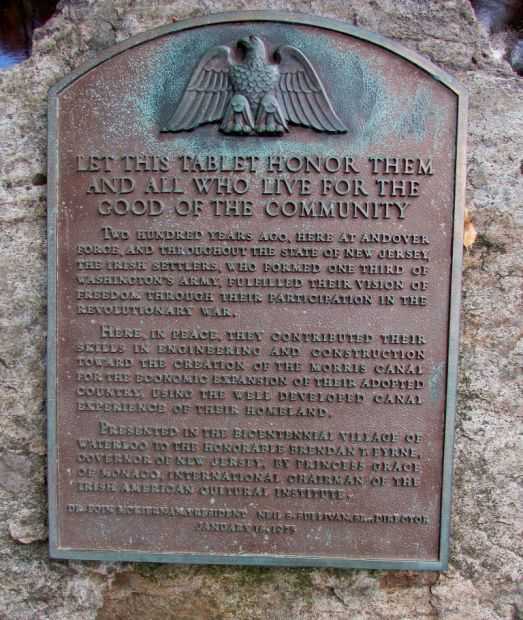 LET THIS TABLET HONOR THEM
AND ALL WHO LIVE FOR THE
GOOD OF THE COMMUNITY
TWO HUNDRED YEARS AGO, HERE AT ANDOVER
FORGE, AND THROUGHOUT THE STATE OF NEW JERSEY,
THE IRISH SETTLERS, WHO FORMED ONE THIRD OF
WASHINGTON'S ARMY, FULFILLED THEIR VISION OF
FREEDOM THROUGH THEIR PARTICIPATION IN THE
REVOLUTIONARY WAR.
HERE, IN PEACE, THEY CONTRIBUTED THEIR
SKILLS IN ENGINEERING AND CONSTRUCTION
TOWARD THE CREATION OF THE MORRIS CANAL
FOR THE ECONOMIC EXPANSION OF THEIR ADOPTED
COUNTRY, USING THE WELL DEVELOPED CANAL
EXPERIENCE OF THEIR HOMELAND.
PRESENTED IN THE BICENTENNIAL VILLAGE OF
WATERLOO TO THE HONORABLE BRENDAN T. BYRNE,
GOVERNOR OF NEW JERSEY, BY PRINCESS GRACE
OF MONACO, INTERNATIONAL CHAIRMAN OF THE
IRISH AMERICAN CULTURAL INSTITUTE.
DR. EOIN MCKIERNAN, PRESIDENT NEIL S. SULLIVAN, SR., DIRECTOR
JANUARY 1975